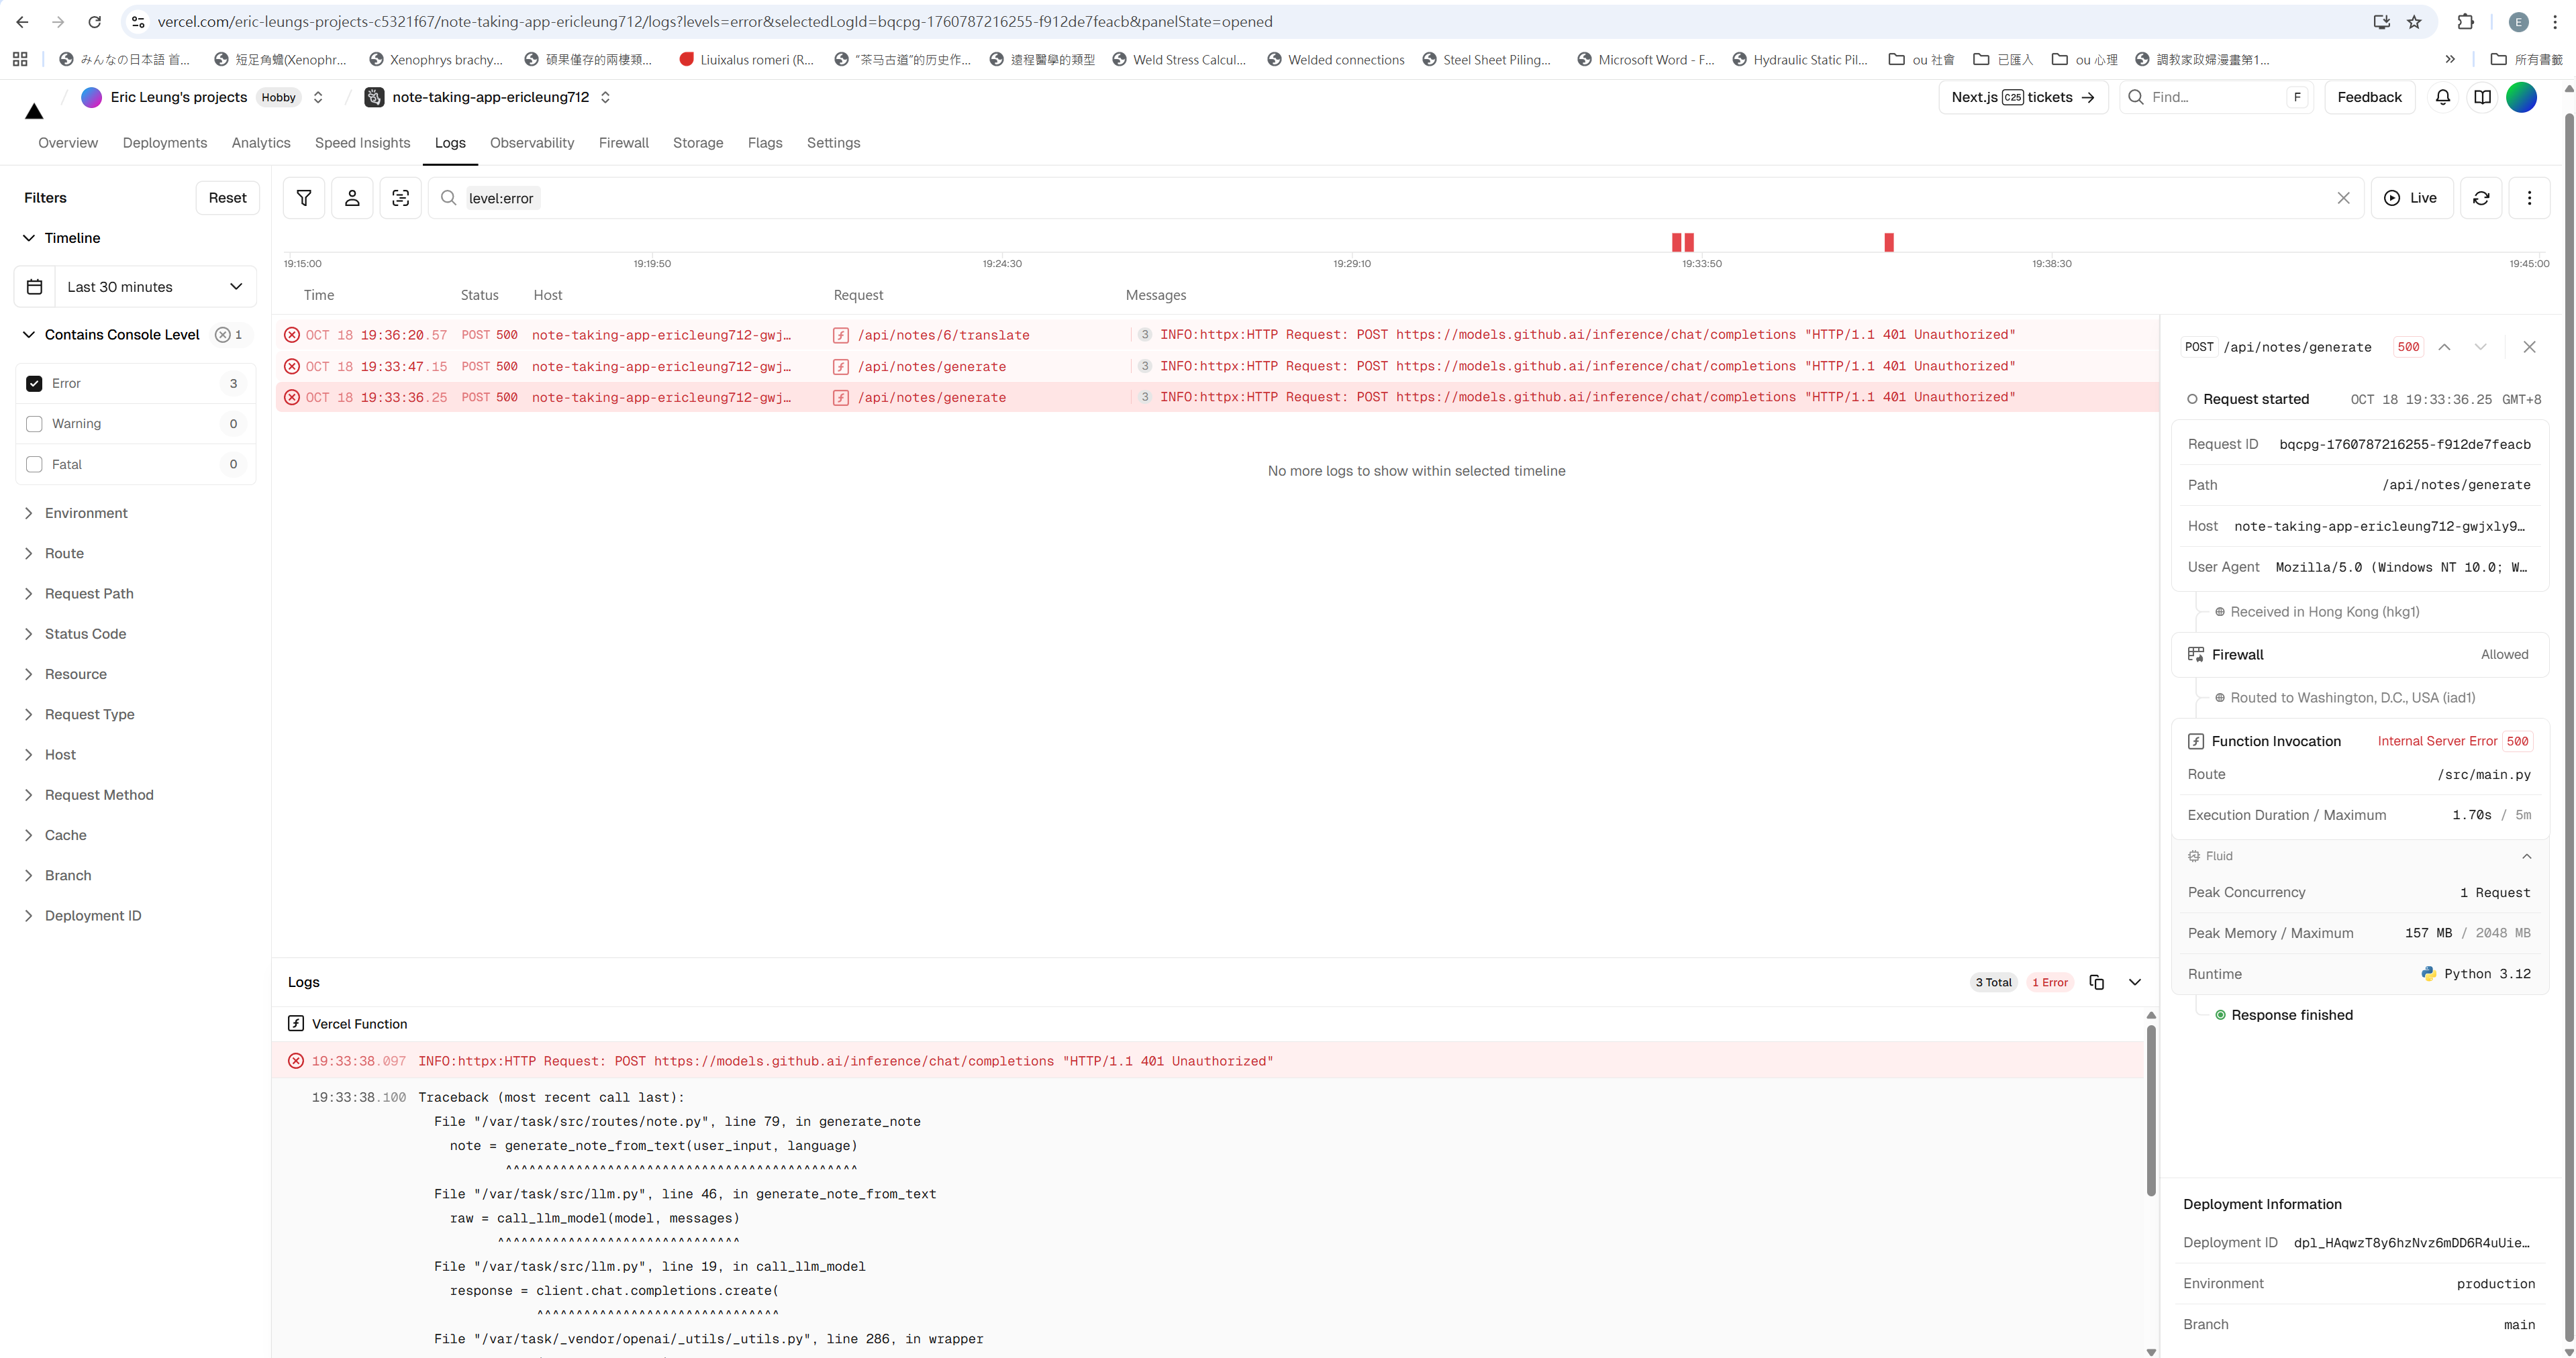 vercel.com/eric-leungs-projects-c5321f67/note-taking-app-ericleung712/logs?levels=error&selectedLogId=bqcpg-1760787216255-f912de7feacb&panelState=opened
E
みんなの日本語 首...
短足角蟾(Xenophr...
Xenophrys brachy...
碩果僅存的兩棲類...
Liuixalus romeri (R...
“茶马古道”的历史作...
遠程醫學的類型
Weld Stress Calcul...
Welded connections
Steel Sheet Piling...
Microsoft Word - F...
Hydraulic Static Pil...
ou 社會
已匯入
ou 心理
調教家政婦漫畫第1...
»
所有書籤
Eric Leung's projects Hobby
note-taking-app-ericleung712
Next.js C25 tickets →
Find... F
Feedback
Overview Deployments Analytics Speed Insights Logs Observability Firewall Storage Flags Settings
Filters Reset
Timeline
Last 30 minutes
Contains Console Level 1
Error 3
Warning 0
Fatal 0
Environment
Route
Request Path
Status Code
Resource
Request Type
Host
Request Method
Cache
Branch
Deployment ID
level:error
Live
19:15:00 19:19:50 19:24:30 19:29:10 19:33:50 19:38:30 19:45:00
Time Status Host Request Messages
OCT 18 19:36:20.57 POST 500 note-taking-app-ericleung712-gwj… /api/notes/6/translate 3 INFO:httpx:HTTP Request: POST https://models.github.ai/inference/chat/completions "HTTP/1.1 401 Unauthorized"
OCT 18 19:33:47.15 POST 500 note-taking-app-ericleung712-gwj… /api/notes/generate 3 INFO:httpx:HTTP Request: POST https://models.github.ai/inference/chat/completions "HTTP/1.1 401 Unauthorized"
OCT 18 19:33:36.25 POST 500 note-taking-app-ericleung712-gwj… /api/notes/generate 3 INFO:httpx:HTTP Request: POST https://models.github.ai/inference/chat/completions "HTTP/1.1 401 Unauthorized"
No more logs to show within selected timeline
Logs 3 Total 1 Error
Vercel Function
19:33:38.097 INFO:httpx:HTTP Request: POST https://models.github.ai/inference/chat/completions "HTTP/1.1 401 Unauthorized"
19:33:38.100 Traceback (most recent call last):
File "/var/task/src/routes/note.py", line 79, in generate_note
note = generate_note_from_text(user_input, language)
^^^^^^^^^^^^^^^^^^^^^^^^^^^^^^^^^^^^^^^^^^^^^
File "/var/task/src/llm.py", line 46, in generate_note_from_text
raw = call_llm_model(model, messages)
^^^^^^^^^^^^^^^^^^^^^^^^^^^^^^^
File "/var/task/src/llm.py", line 19, in call_llm_model
response = client.chat.completions.create(
^^^^^^^^^^^^^^^^^^^^^^^^^^^^^^^
File "/var/task/_vendor/openai/_utils/_utils.py", line 286, in wrapper
POST /api/notes/generate 500
Request started OCT 18 19:33:36.25 GMT+8
Request ID bqcpg-1760787216255-f912de7feacb
Path /api/notes/generate
Host note-taking-app-ericleung712-gwjxly9…
User Agent Mozilla/5.0 (Windows NT 10.0; W…
Received in Hong Kong (hkg1)
Firewall Allowed
Routed to Washington, D.C., USA (iad1)
Function Invocation Internal Server Error 500
Route /src/main.py
Execution Duration / Maximum 1.70s / 5m
Fluid
Peak Concurrency 1 Request
Peak Memory / Maximum 157 MB / 2048 MB
Runtime Python 3.12
Response finished
Deployment Information
Deployment ID dpl_HAqwzT8y6hzNvz6mDD6R4uUie…
Environment production
Branch main